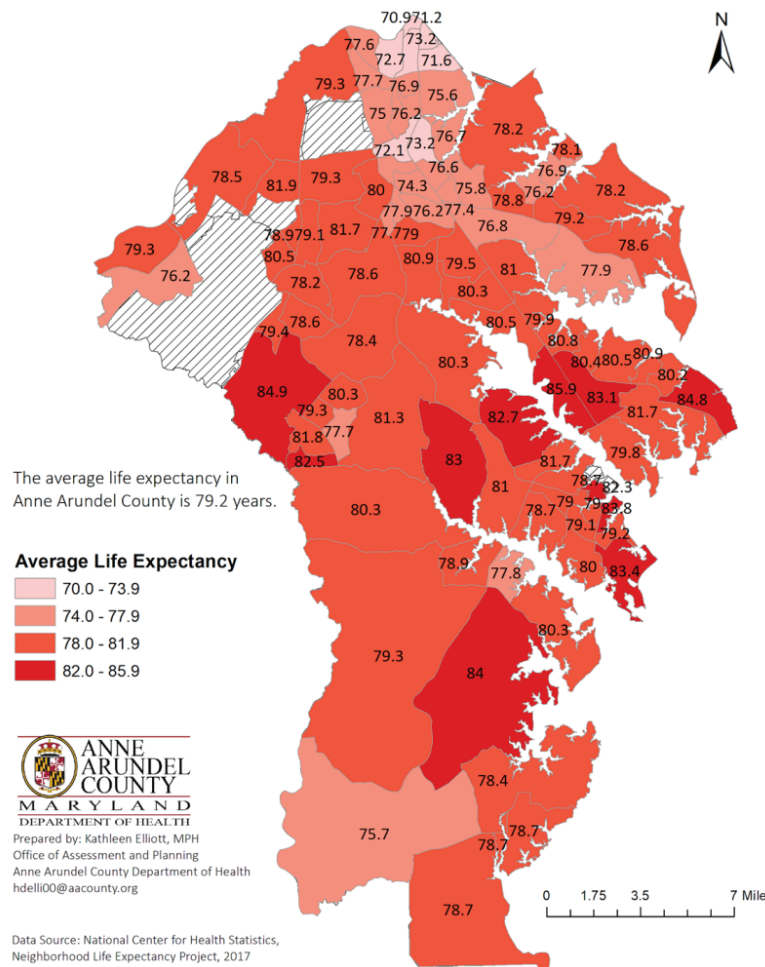 N
70.9 71.2
77.6 73.2
72.7 71.6
79.3 77.7 76.9 75.6
75 76.2
76.7 78.2
72.1 73.2 78.1
76.6 76.9
78.5 81.9 79.3 80 74.3 75.8 76.2 78.2
78.8
77.9 76.2 77.4 79.2
78.9 79.1 81.7 77.7 79 76.8 78.6
79.3 80.5 80.9 79.5 81 77.9
76.2 78.2 78.6 80.3
79.4 78.6 80.5 79.9
78.4 80.8
80.3 80.4 80.5 80.9
80.2
84.9 80.3 85.9 83.1 84.8
79.3 81.3 82.7 81.7
81.8 77.7
82.5 83 81.7 79.8
The average life expectancy in
Anne Arundel County is 79.2 years.
78.7 82.3
81 79 79 83.8
80.3 78.7 79.1 79.2
Average Life Expectancy
70.0 - 73.9
74.0 - 77.9
78.0 - 81.9
82.0 - 85.9
78.9 77.8 80 83.4
80.3
79.3 84
ANNE
ARUNDEL
COUNTY
MARYLAND
DEPARTMENT OF HEALTH
78.4
75.7 78.7 78.7
78.7
Prepared by: Kathleen Elliott, MPH
Office of Assessment and Planning
Anne Arundel County Department of Health
hdelli00@aacounty.org
0 1.75 3.5 7 Mile
Data Source: National Center for Health Statistics,
Neighborhood Life Expectancy Project, 2017